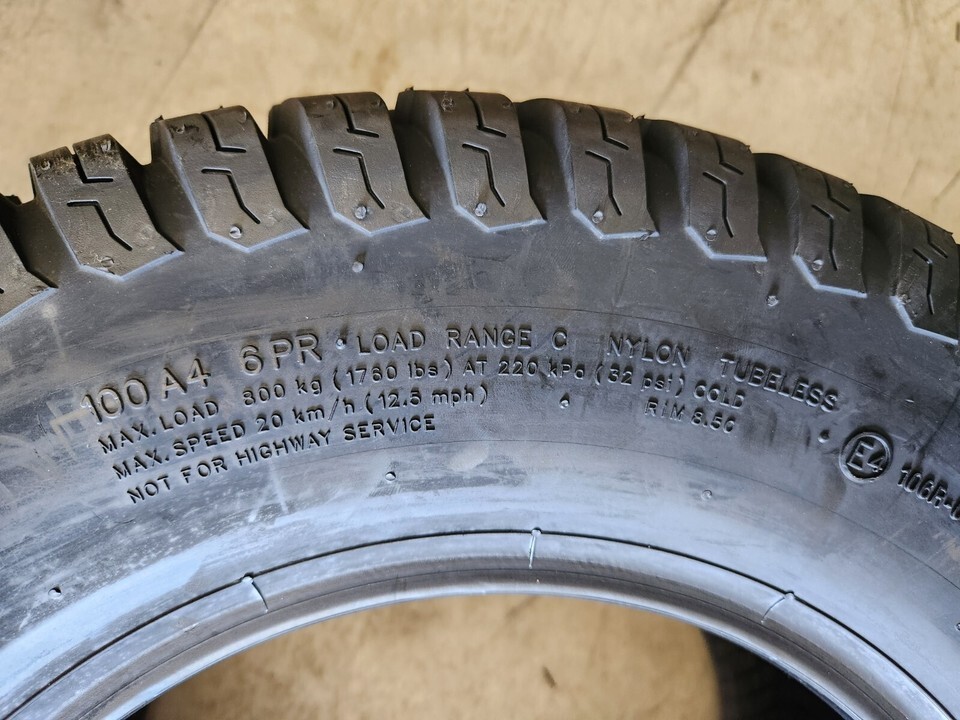 100 A4 6PR LOAD RANGE C NYLON TUBELESS
MAX. LOAD 800 kg (1760 lbs) AT 220 kPa (32 psi) COLD
MAX. SPEED 20 km/h (12.5 mph) RIM 8.50
NOT FOR HIGHWAY SERVICE
E4 106R-